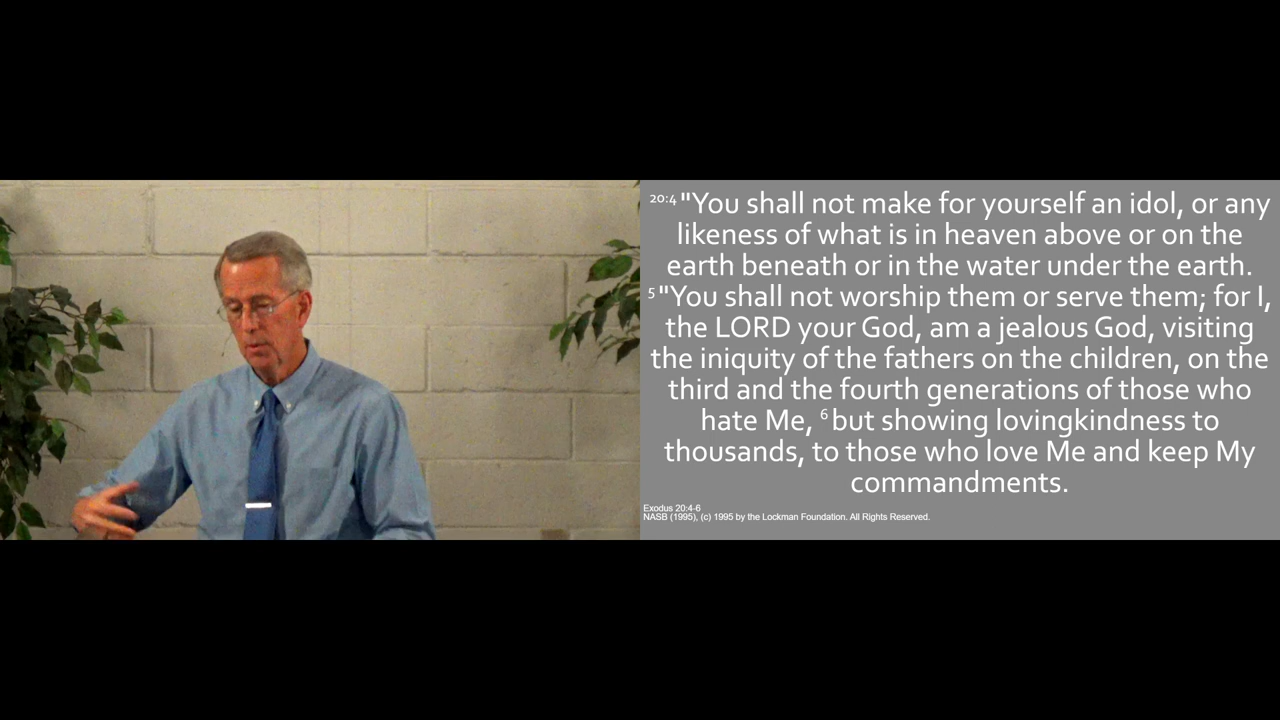 20:4 "You shall not make for yourself an idol, or any
likeness of what is in heaven above or on the
earth beneath or in the water under the earth.
5 "You shall not worship them or serve them; for I,
the LORD your God, am a jealous God, visiting
the iniquity of the fathers on the children, on the
third and the fourth generations of those who
hate Me, 6 but showing lovingkindness to
thousands, to those who love Me and keep My
commandments.
Exodus 20:4-6
NASB (1995), (c) 1995 by the Lockman Foundation. All Rights Reserved.